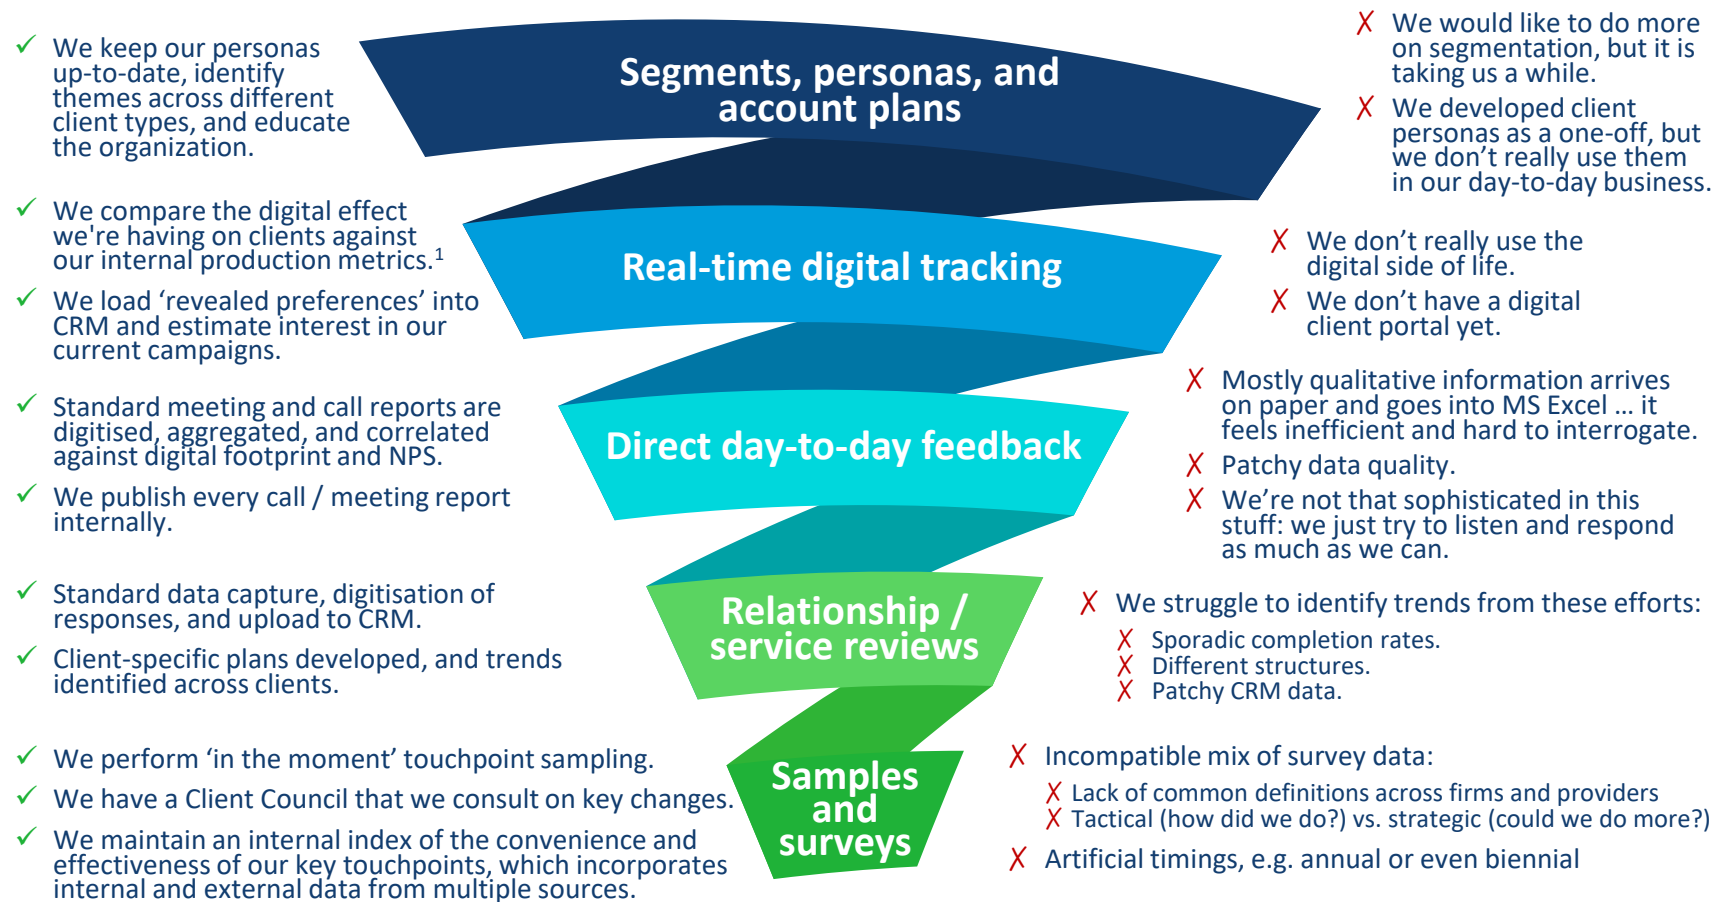 ✓ We keep our personas
up-to-date, identify
themes across different
client types, and educate
the organization.
Segments, personas, and
account plans
✗ We would like to do more
on segmentation, but it is
taking us a while.
✗ We developed client
personas as a one-off, but
we don’t really use them
in our day-to-day business.
✓ We compare the digital effect
we're having on clients against
our internal production metrics.¹
✓ We load ‘revealed preferences’ into
CRM and estimate interest in our
current campaigns.
Real-time digital tracking
✗ We don’t really use the
digital side of life.
✗ We don’t have a digital
client portal yet.
✓ Standard meeting and call reports are
digitised, aggregated, and correlated
against digital footprint and NPS.
✓ We publish every call / meeting report
internally.
Direct day-to-day feedback
✗ Mostly qualitative information arrives
on paper and goes into MS Excel ... it
feels inefficient and hard to interrogate.
✗ Patchy data quality.
✗ We’re not that sophisticated in this
stuff: we just try to listen and respond
as much as we can.
✓ Standard data capture, digitisation of
responses, and upload to CRM.
✓ Client-specific plans developed, and trends
identified across clients.
Relationship /
service reviews
✗ We struggle to identify trends from these efforts:
✗ Sporadic completion rates.
✗ Different structures.
✗ Patchy CRM data.
✓ We perform ‘in the moment’ touchpoint sampling.
✓ We have a Client Council that we consult on key changes.
✓ We maintain an internal index of the convenience and
effectiveness of our key touchpoints, which incorporates
internal and external data from multiple sources.
Samples
and
surveys
✗ Incompatible mix of survey data:
✗ Lack of common definitions across firms and providers
✗ Tactical (how did we do?) vs. strategic (could we do more?)
✗ Artificial timings, e.g. annual or even biennial